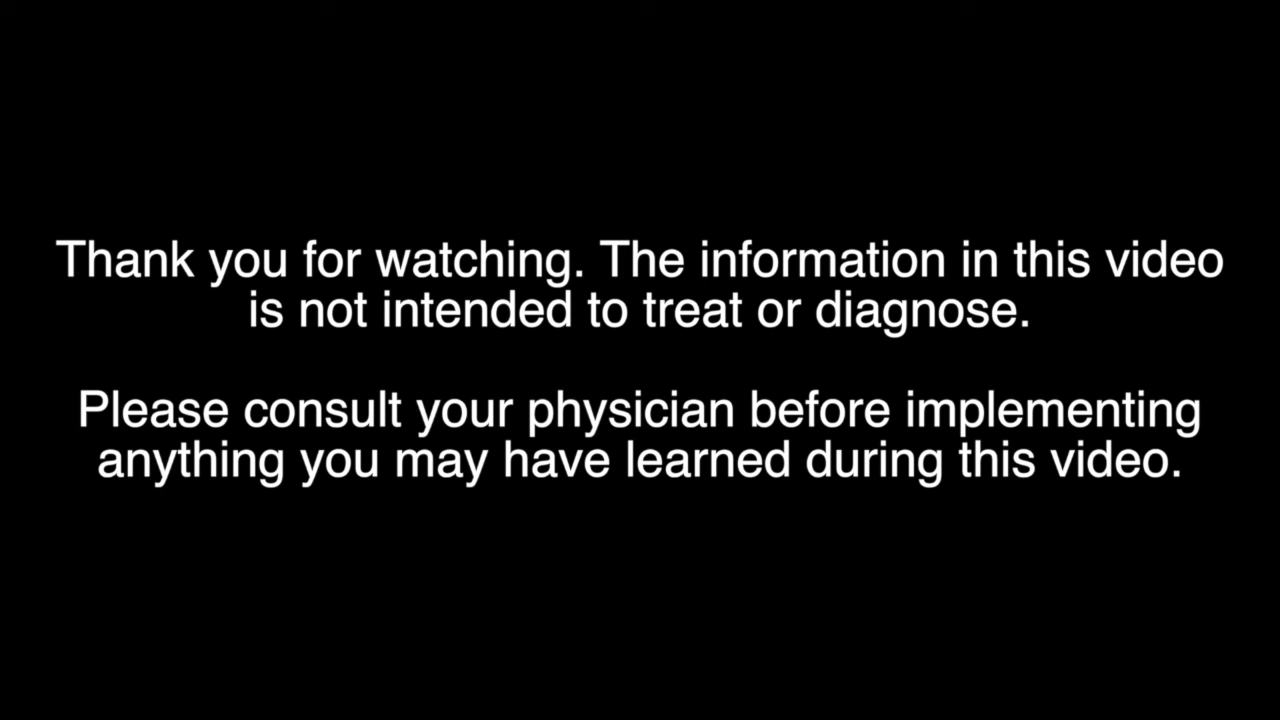 Thank you for watching. The information in this video
is not intended to treat or diagnose.
Please consult your physician before implementing
anything you may have learned during this video.